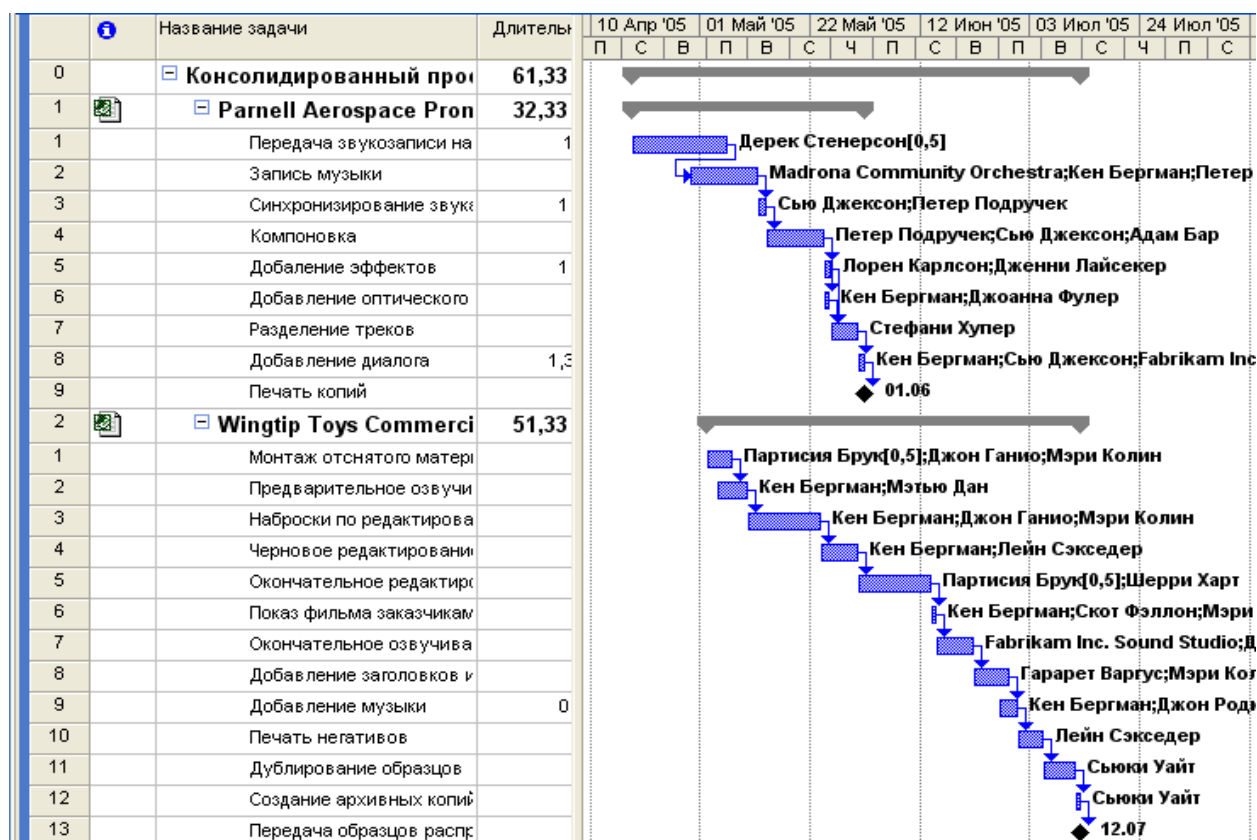 Название задачи Длительн 10 Апр '05 01 Май '05 22 Май '05 12 Июн '05 03 Июл '05 24 Июл '05
П С В П В С Ч П С В П В С Ч П С
0 Консолидированный про 61,33
1 Parnell Aerospace Pron 32,33
1 Передача звукозаписи на 1 Дерек Стенерсон[0,5]
2 Запись музыки Madrona Community Orchestra;Кен Бергман;Петер
3 Синхронизирование звука 1 Сью Джексон;Петер Подручек
4 Компоновка Петер Подручек;Сью Джексон;Адам Бар
5 Добаление эффектов 1 Лорен Карлсон;Дженни Лайсекер
6 Добавление оптического Кен Бергман;Джоанна Фулер
7 Разделение треков Стефани Хупер
8 Добавление диалога 1,3 Кен Бергман;Сью Джексон;Fabrikam Inc
9 Печать копий 01.06
2 Wingtip Toys Commerci 51,33
1 Монтаж отснятого матери Партисия Брук[0,5];Джон Ганио;Мэри Колин
2 Предварительное озвучи Кен Бергман;Мэтью Дан
3 Наброски по редактирова Кен Бергман;Джон Ганио;Мэри Колин
4 Черновое редактировани Кен Бергман;Лейн Сэкседер
5 Окончательное редактиро Партисия Брук[0,5];Шерри Харт
6 Показ фильма заказчикам Кен Бергман;Скот Фэллон;Мэри
7 Окончательное озвучива Fabrikam Inc. Sound Studio;Д
8 Добавление заголовков и Гарарет Варгус;Мэри Кол
9 Добавление музыки 0 Кен Бергман;Джон Роди
10 Печать негативов Лейн Сэкседер
11 Дублирование образцов Сьюки Уайт
12 Создание архивных копий Сьюки Уайт
13 Передача образцов распр 12.07